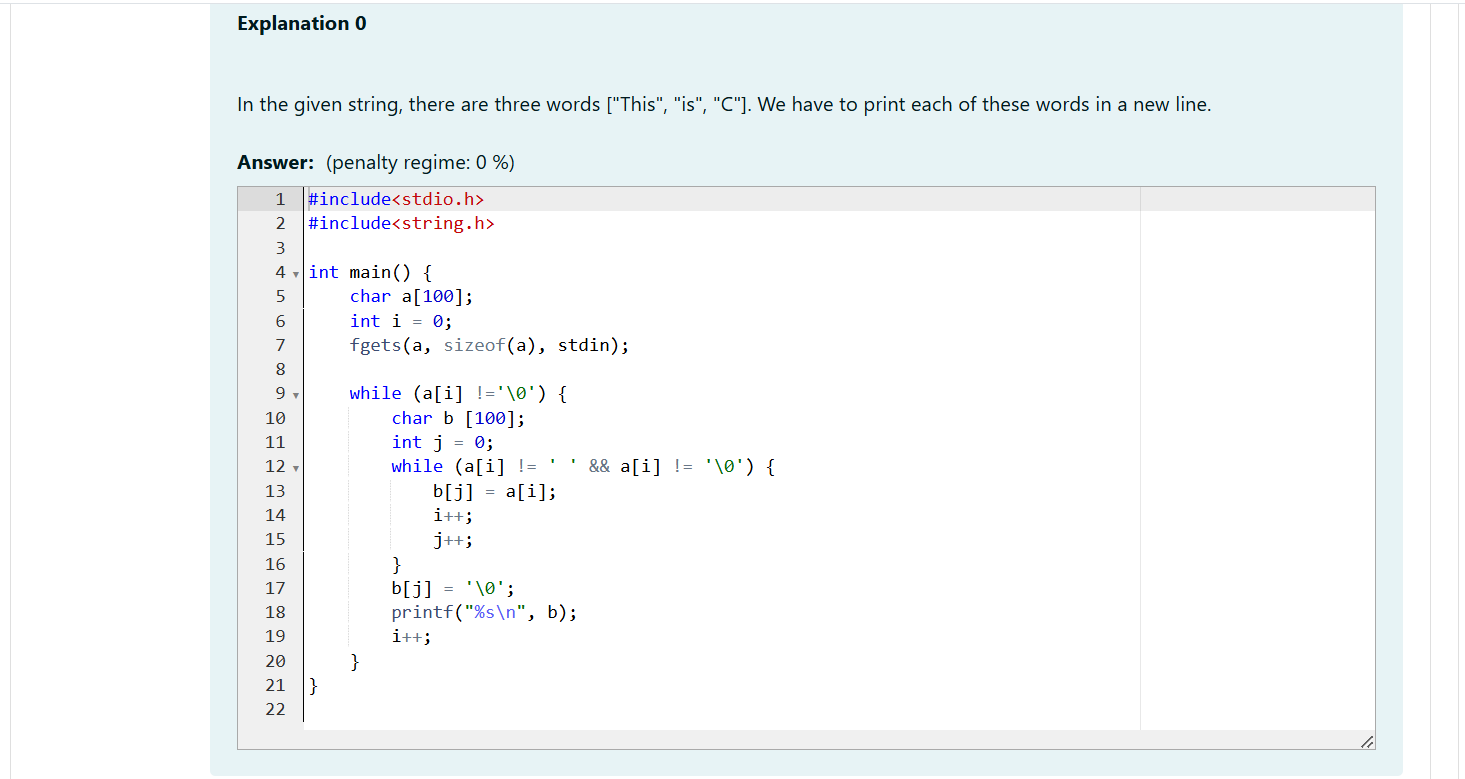 Explanation 0
In the given string, there are three words ["This", "is", "C"]. We have to print each of these words in a new line.
Answer: (penalty regime: 0 %)
1 #include<stdio.h>
2 #include<string.h>
3
4 int main() {
5     char a[100];
6     int i = 0;
7     fgets(a, sizeof(a), stdin);
8
9     while (a[i] !='\0') {
10         char b [100];
11         int j = 0;
12         while (a[i] != ' ' && a[i] != '\0') {
13             b[j] = a[i];
14             i++;
15             j++;
16         }
17         b[j] = '\0';
18         printf("%s\n", b);
19         i++;
20     }
21 }
22